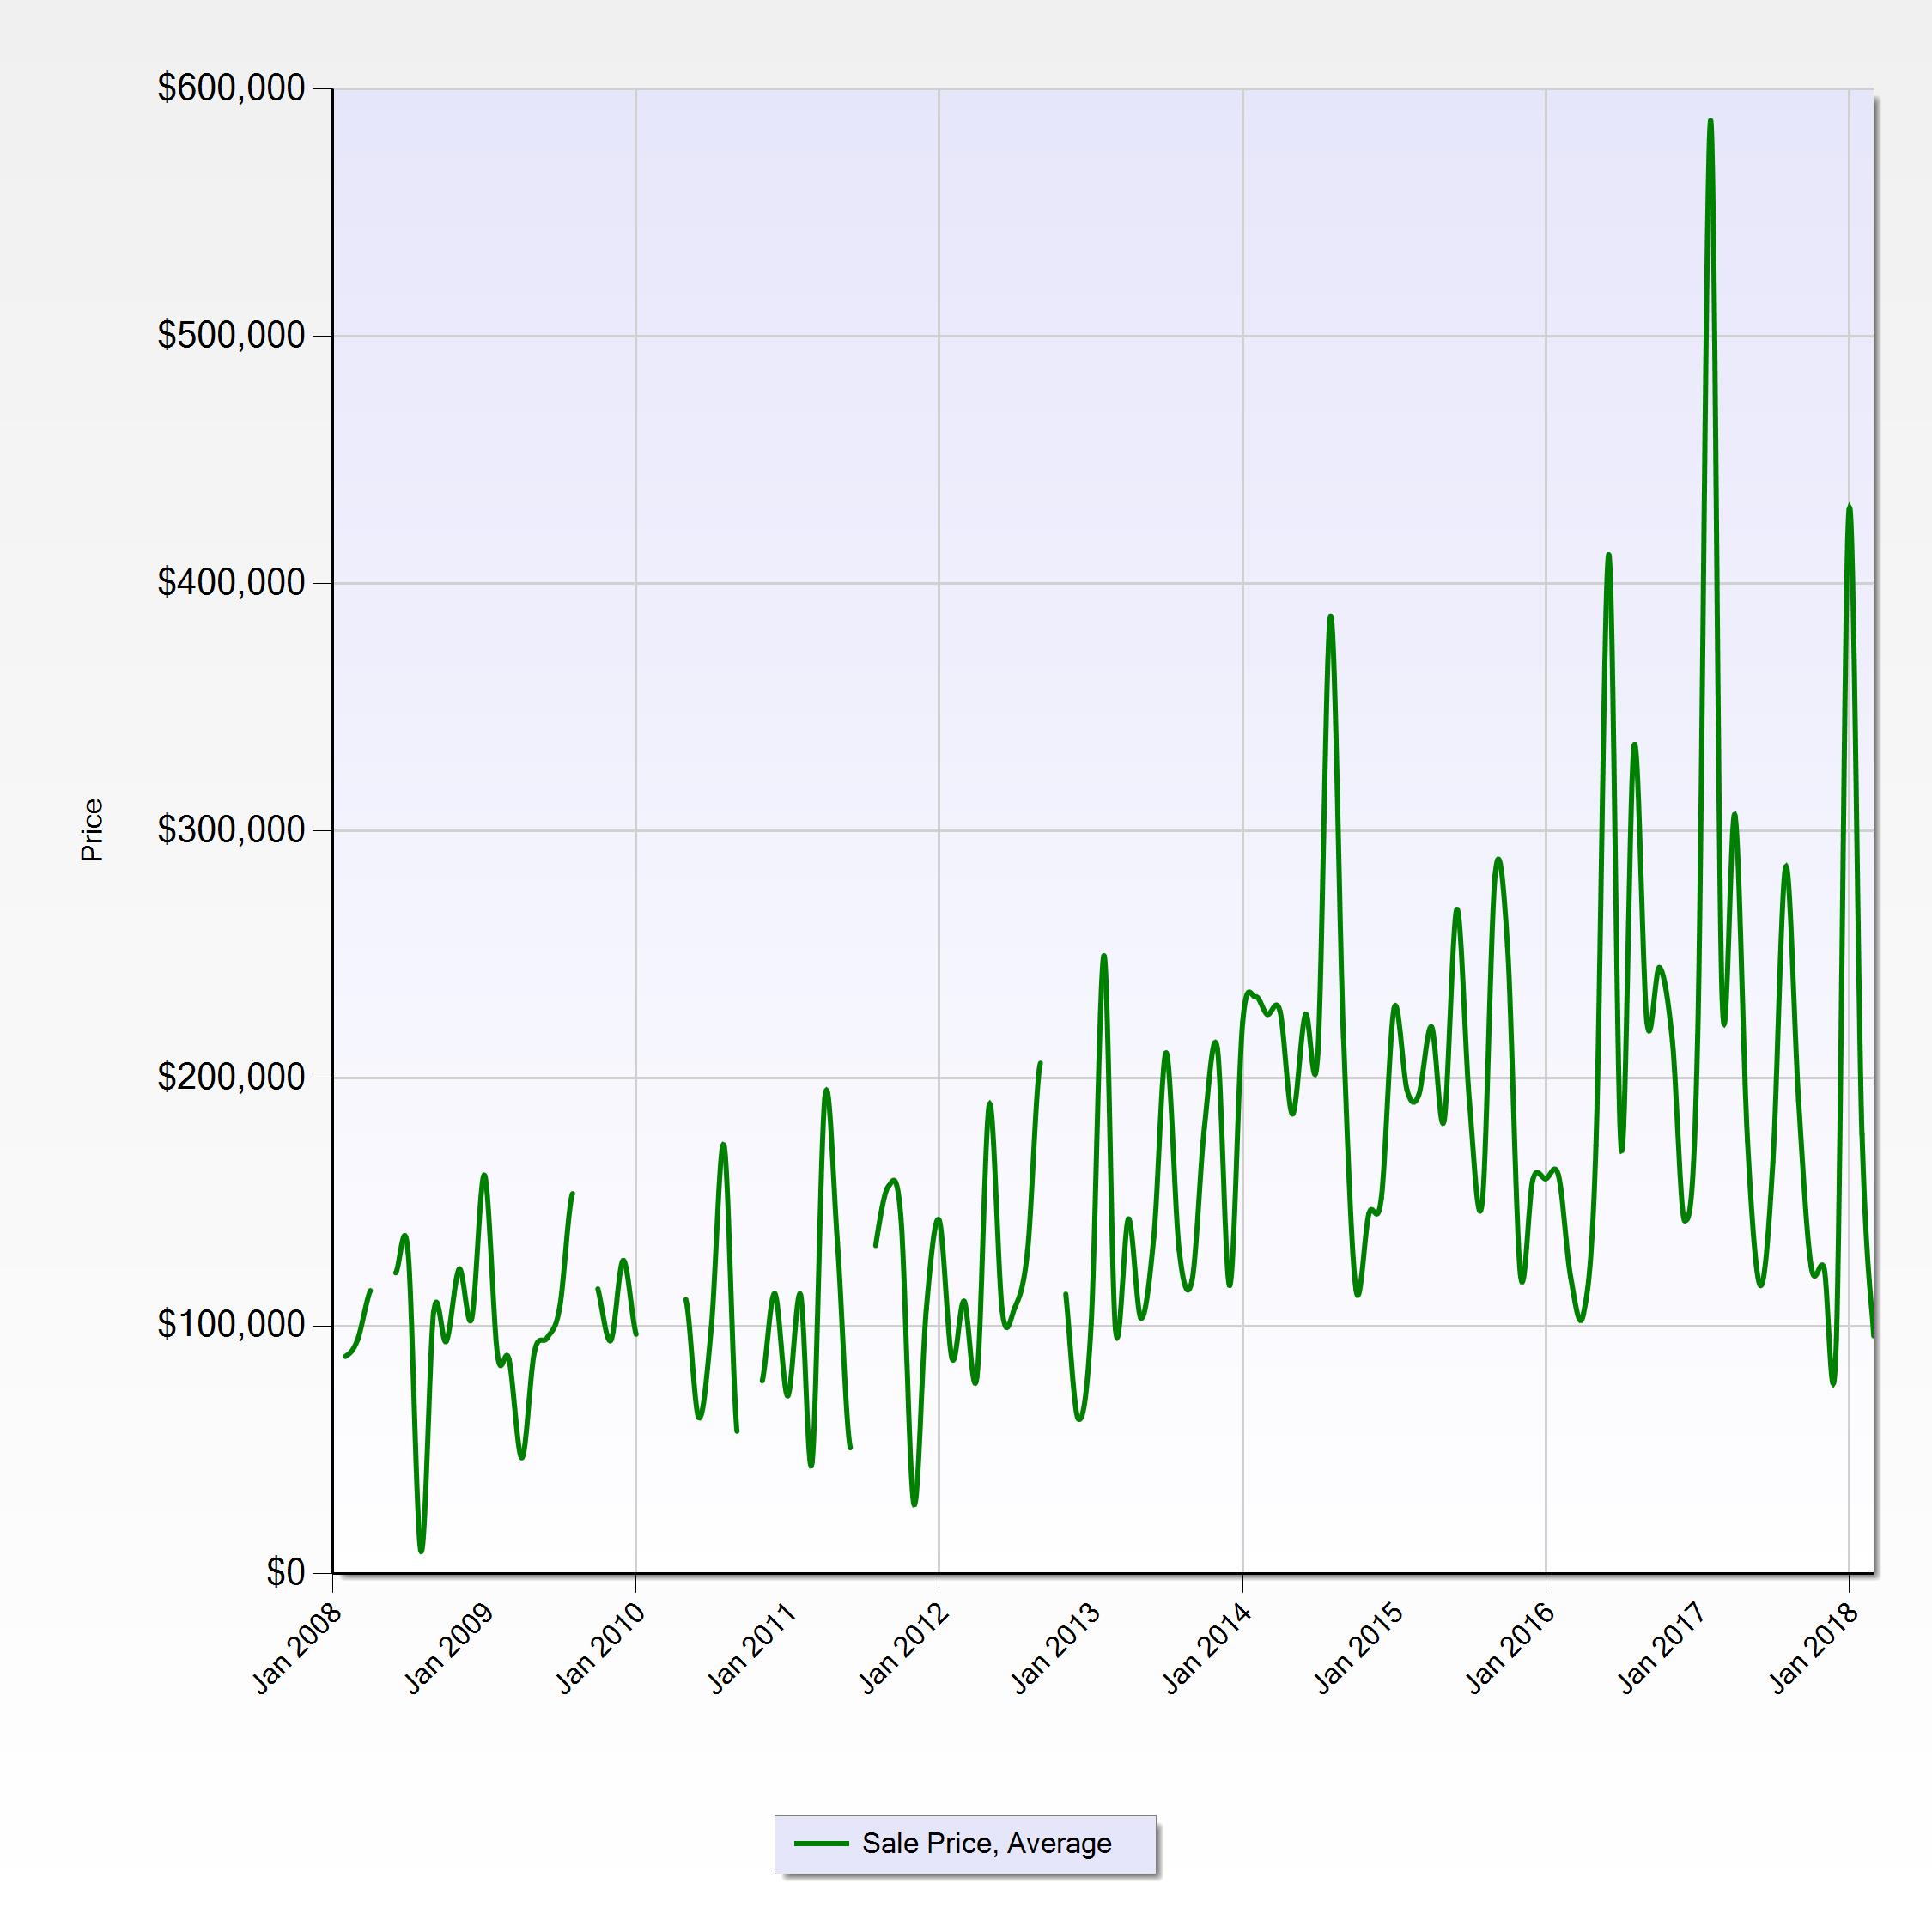 $600,000
$500,000
$400,000
$300,000
$200,000
$100,000
$0
Price
Jan 2008
Jan 2009
Jan 2010
Jan 2011
Jan 2012
Jan 2013
Jan 2014
Jan 2015
Jan 2016
Jan 2017
Jan 2018
Sale Price, Average